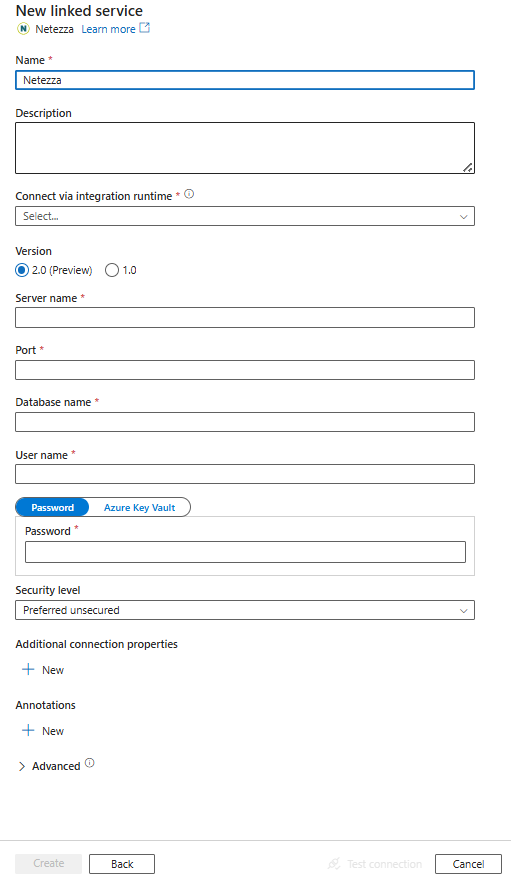 New linked service
N Netezza Learn more
Name *
Netezza
Description
Connect via integration runtime *
Select...
Version
2.0 (Preview) 1.0
Server name *
Port *
Database name *
User name *
Password Azure Key Vault
Password *
Security level
Preferred unsecured
Additional connection properties
+ New
Annotations
+ New
Advanced
Create Back Test connection Cancel